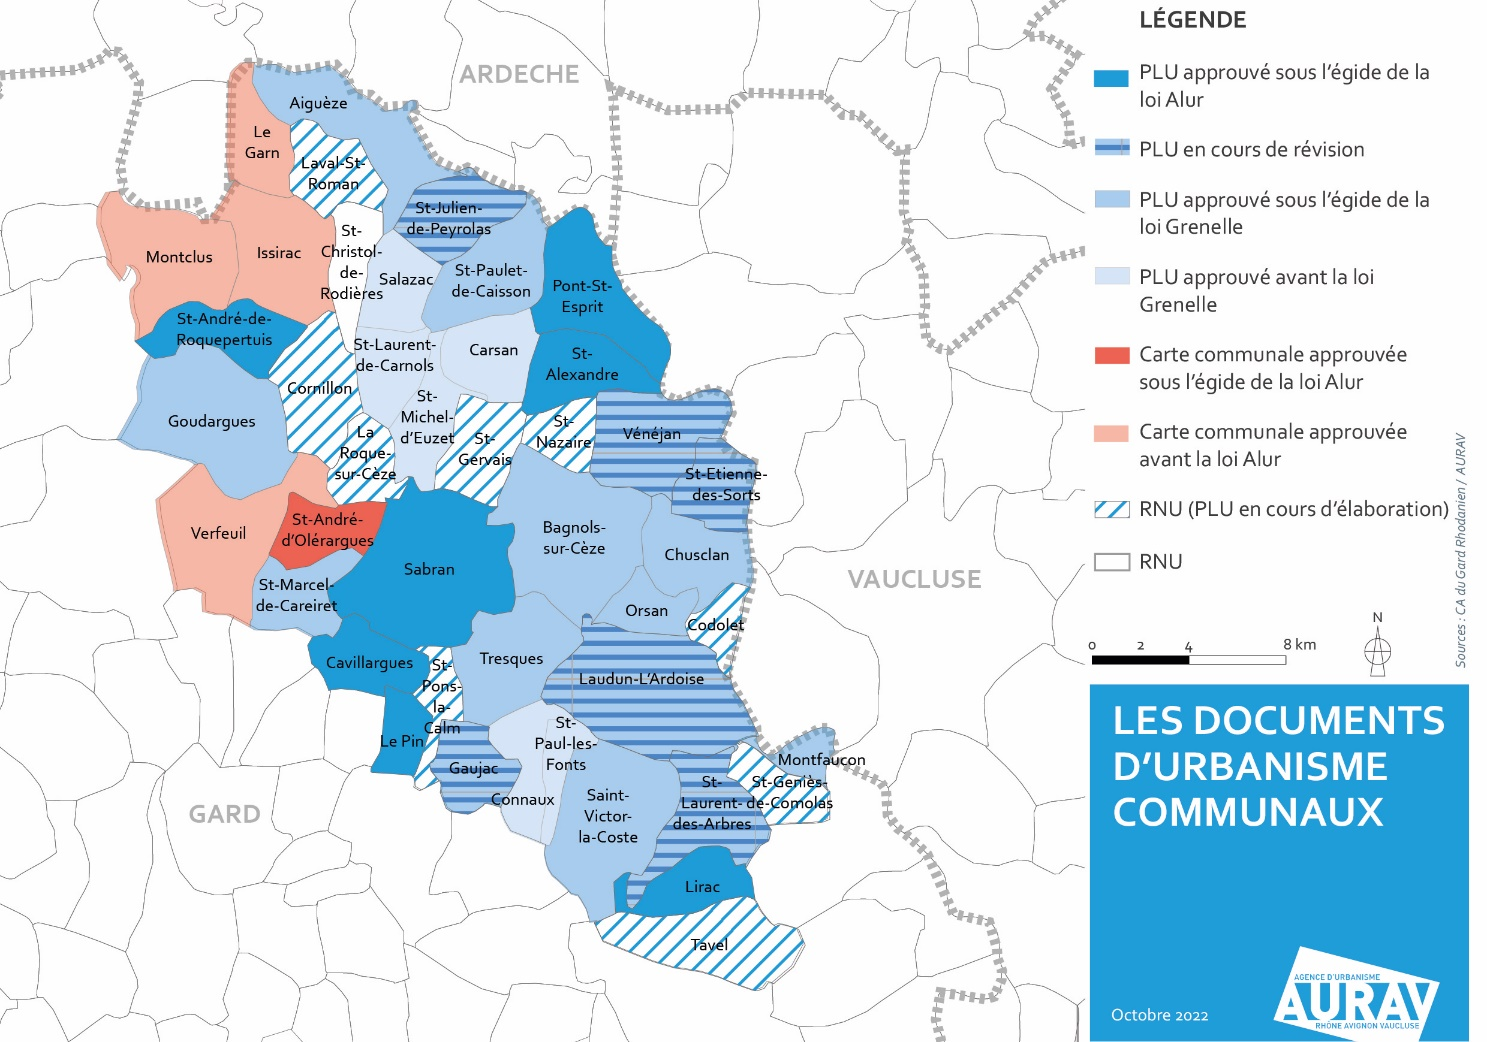 LÉGENDE
PLU approuvé sous l'égide de la
loi Alur
PLU en cours de révision
PLU approuvé sous l'égide de la
loi Grenelle
PLU approuvé avant la loi
Grenelle
Carte communale approuvée
sous l'égide de la loi Alur
Carte communale approuvée
avant la loi Alur
RNU (PLU en cours d'élaboration)
RNU
Sources : CA du Gard Rhodanien / AURAV
N
0 2 4 8 km
LES DOCUMENTS
D'URBANISME
COMMUNAUX
Octobre 2022
AGENCE D'URBANISME
AURAV
RHÔNE AVIGNON VAUCLUSE
ARDECHE
VAUCLUSE
GARD
Aiguèze
Le
Garn
Laval-St-
Roman
St-Julien-
de-Peyrolas
Montclus
Issirac
St-
Christol-
de-
Rodières
Salazac
St-Paulet-
de-Caisson
Pont-St-
Esprit
St-André-de-
Roquepertuis
St-Laurent-
de-Carnols
Carsan
St-
Alexandre
Cornillon
Goudargues
St-
Michel-
d'Euzet
La
Roque-
sur-Cèze
St-
Gervais
St-
Nazaire
Vénéjan
St-Etienne-
des-Sorts
Verfeuil
St-André-
d'Olérargues
Bagnols-
sur-Cèze
Chusclan
Sabran
St-Marcel-
de-Careiret
Orsan
Codolet
Cavillargues
St-
Pons-
la-
Calm
Tresques
Laudun-L'Ardoise
Le Pin
St-
Paul-les-
Fonts
Gaujac
Connaux
Montfaucon
St-Geniès-
de-Comolas
St-
Laurent-
des-Arbres
Saint-
Victor-
la-Coste
Lirac
Tavel